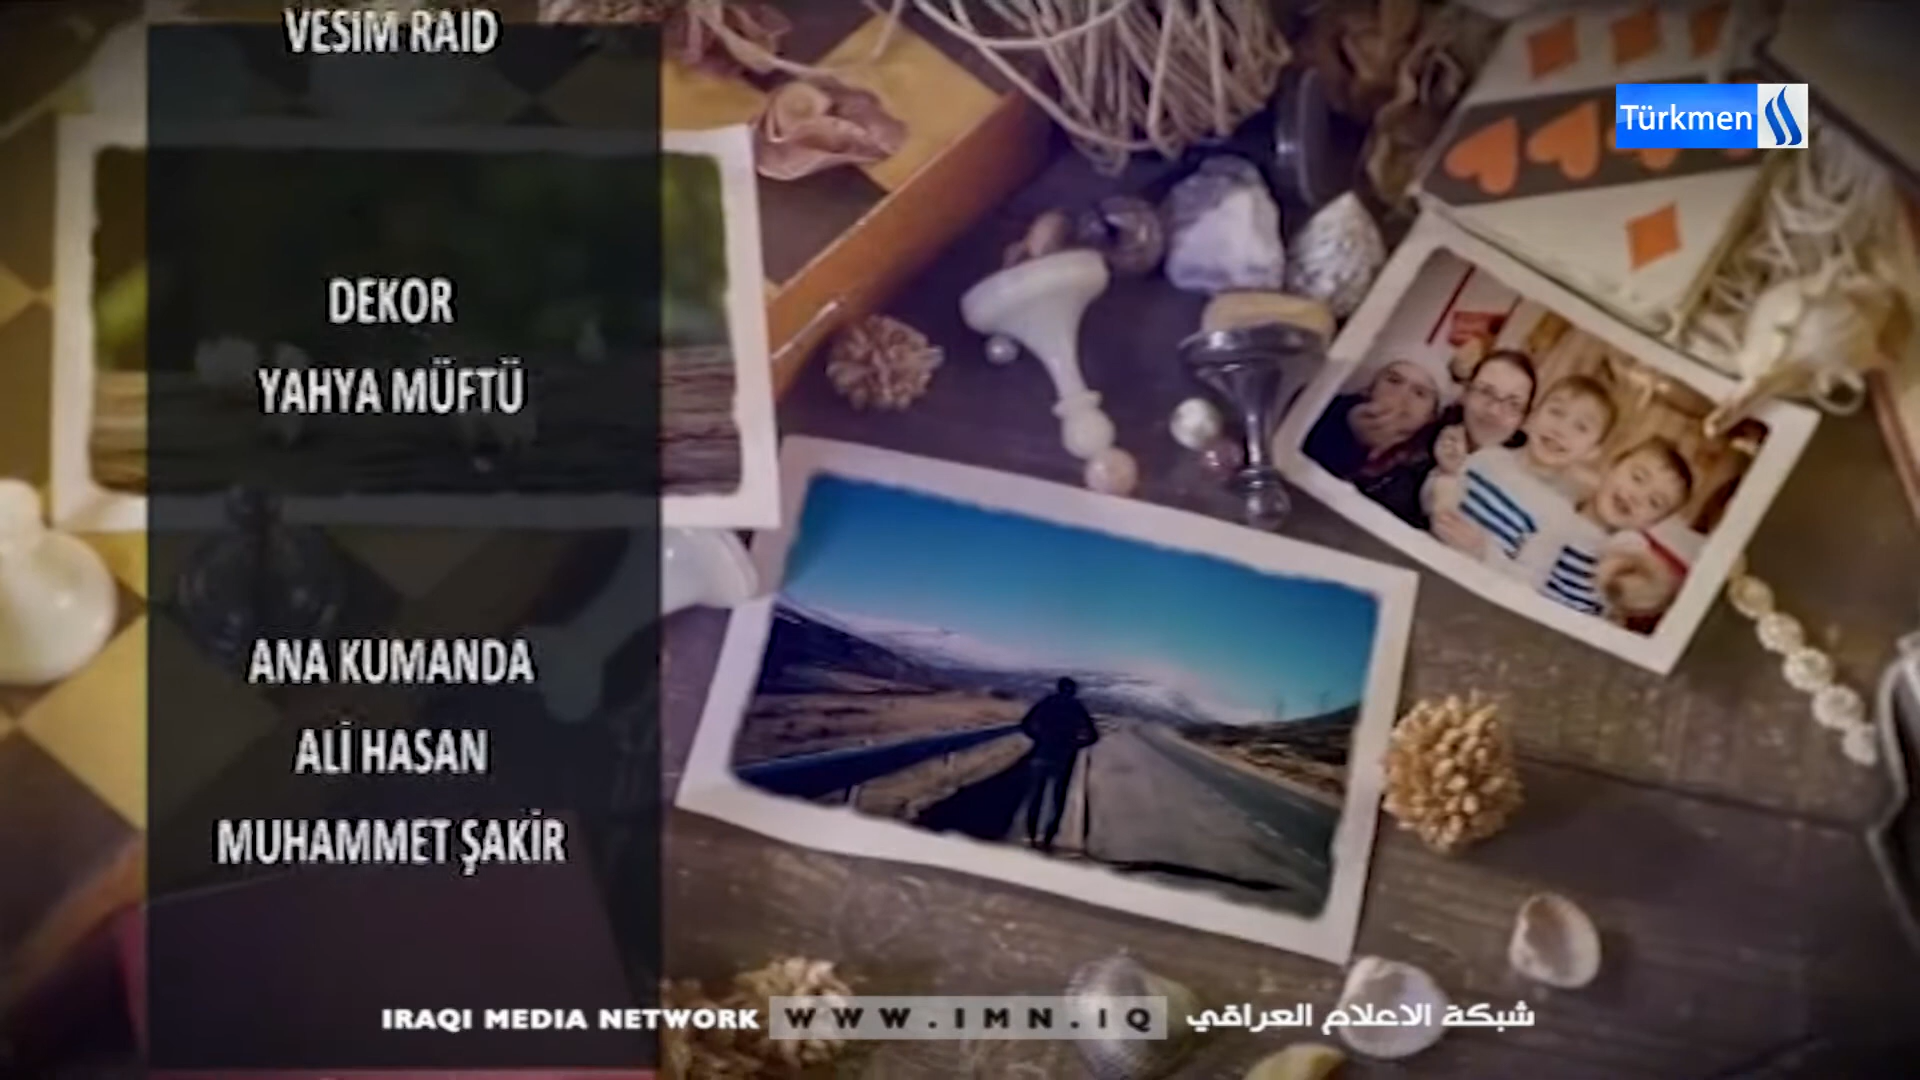 VESİM RAID
Türkmen
DEKOR
YAHYA MÜFTÜ
ANA KUMANDA
ALİ HASAN
MUHAMMET ŞAKİR
IRAQI MEDIA NETWORK WWW.IMN.IQ شبكة الاعلام العراقي